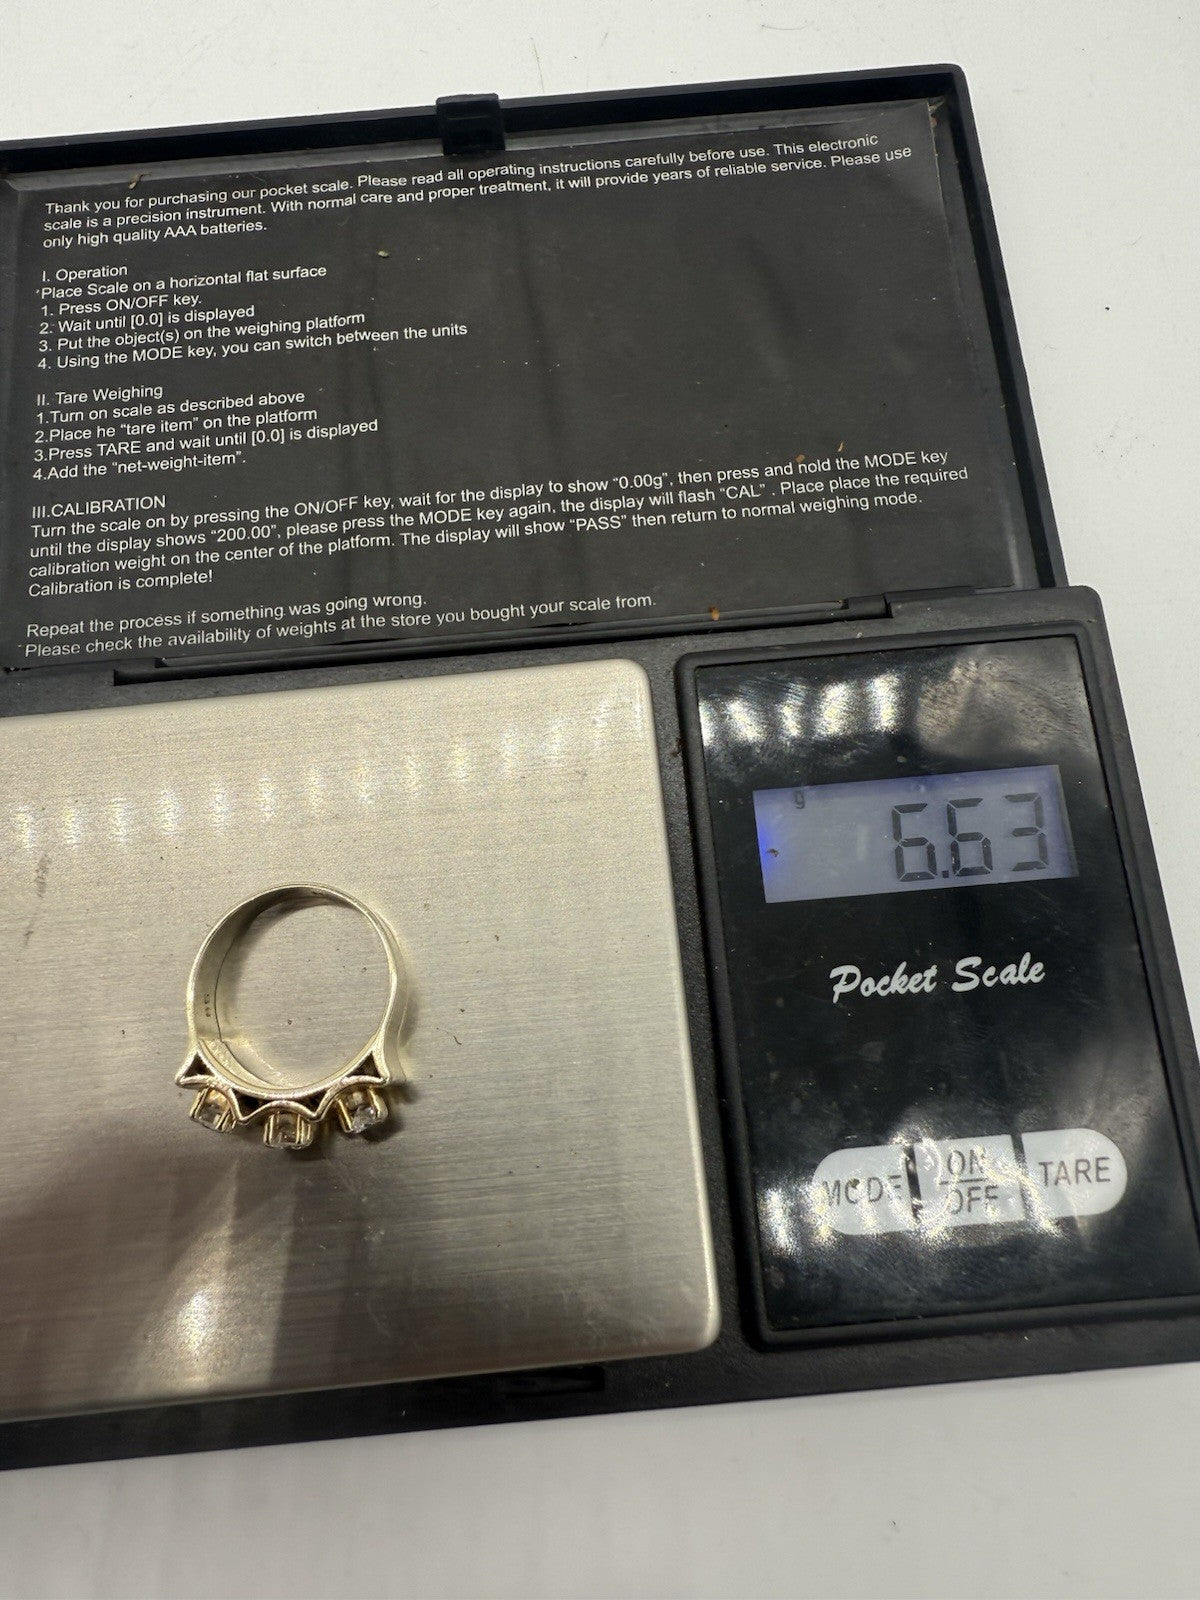 Thank you for purchasing our pocket scale. Please read all operating instructions carefully before use. This electronic
scale is a precision instrument. With normal care and proper treatment, it will provide years of reliable service. Please use
only high quality AAA batteries.
I. Operation
Place Scale on a horizontal flat surface
1. Press ON/OFF key.
2. Wait until [0.0] is displayed
3. Put the object(s) on the weighing platform
4. Using the MODE key, you can switch between the units
II. Tare Weighing
1.Turn on scale as described above
2.Place he "tare item" on the platform
3.Press TARE and wait until [0.0] is displayed
4.Add the "net-weight-item".
III.CALIBRATION
Turn the scale on by pressing the ON/OFF key, wait for the display to show "0.00g", then press and hold the MODE key
until the display shows "200.00", please press the MODE key again, the display will flash "CAL" . Place place the required
calibration weight on the center of the platform. The display will show "PASS" then return to normal weighing mode.
Calibration is complete!
Repeat the process if something was going wrong.
Please check the availability of weights at the store you bought your scale from.
g
6.63
Pocket Scale
MODE
ON
OFF
TARE